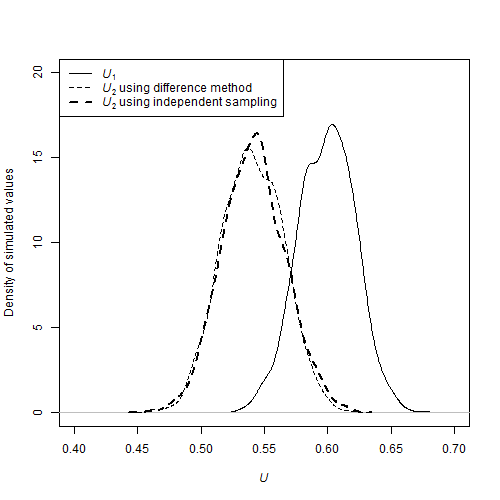 U1
U2 using difference method
U2 using independent sampling
Density of simulated values
20
15
10
5
0
0.40 0.45 0.50 0.55 0.60 0.65 0.70
U